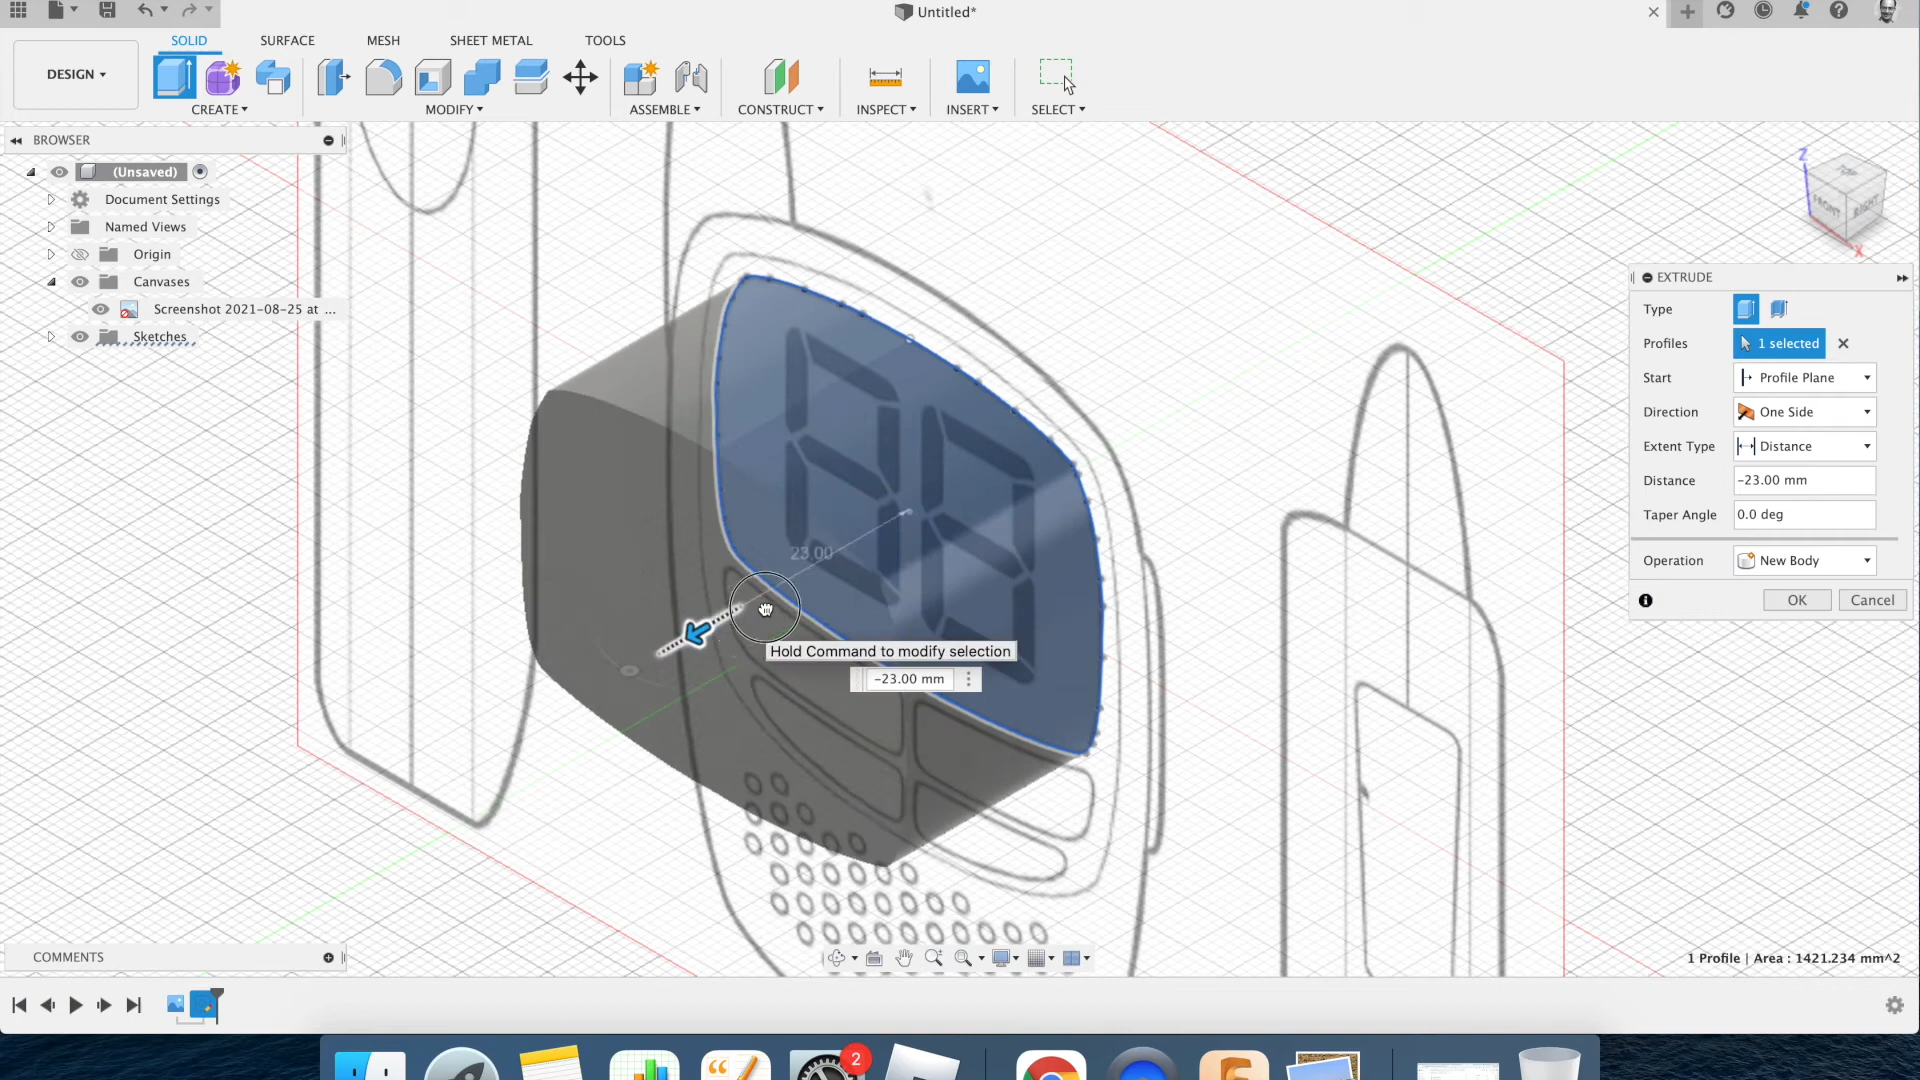 Untitled*
SOLID
SURFACE
MESH
SHEET METAL
TOOLS
DESIGN
CREATE
MODIFY
ASSEMBLE
CONSTRUCT
INSPECT
INSERT
SELECT
BROWSER
(Unsaved)
Document Settings
Named Views
Origin
Canvases
Screenshot 2021-08-25 at ...
Sketches
Z
FRONT
RIGHT
X
EXTRUDE
Type
Profiles
1 selected
Start
Profile Plane
Direction
One Side
Extent Type
Distance
Distance
-23.00 mm
Taper Angle
0.0 deg
Operation
New Body
OK
Cancel
23.00
Hold Command to modify selection
-23.00 mm
COMMENTS
1 Profile | Area : 1421.234 mm^2
2